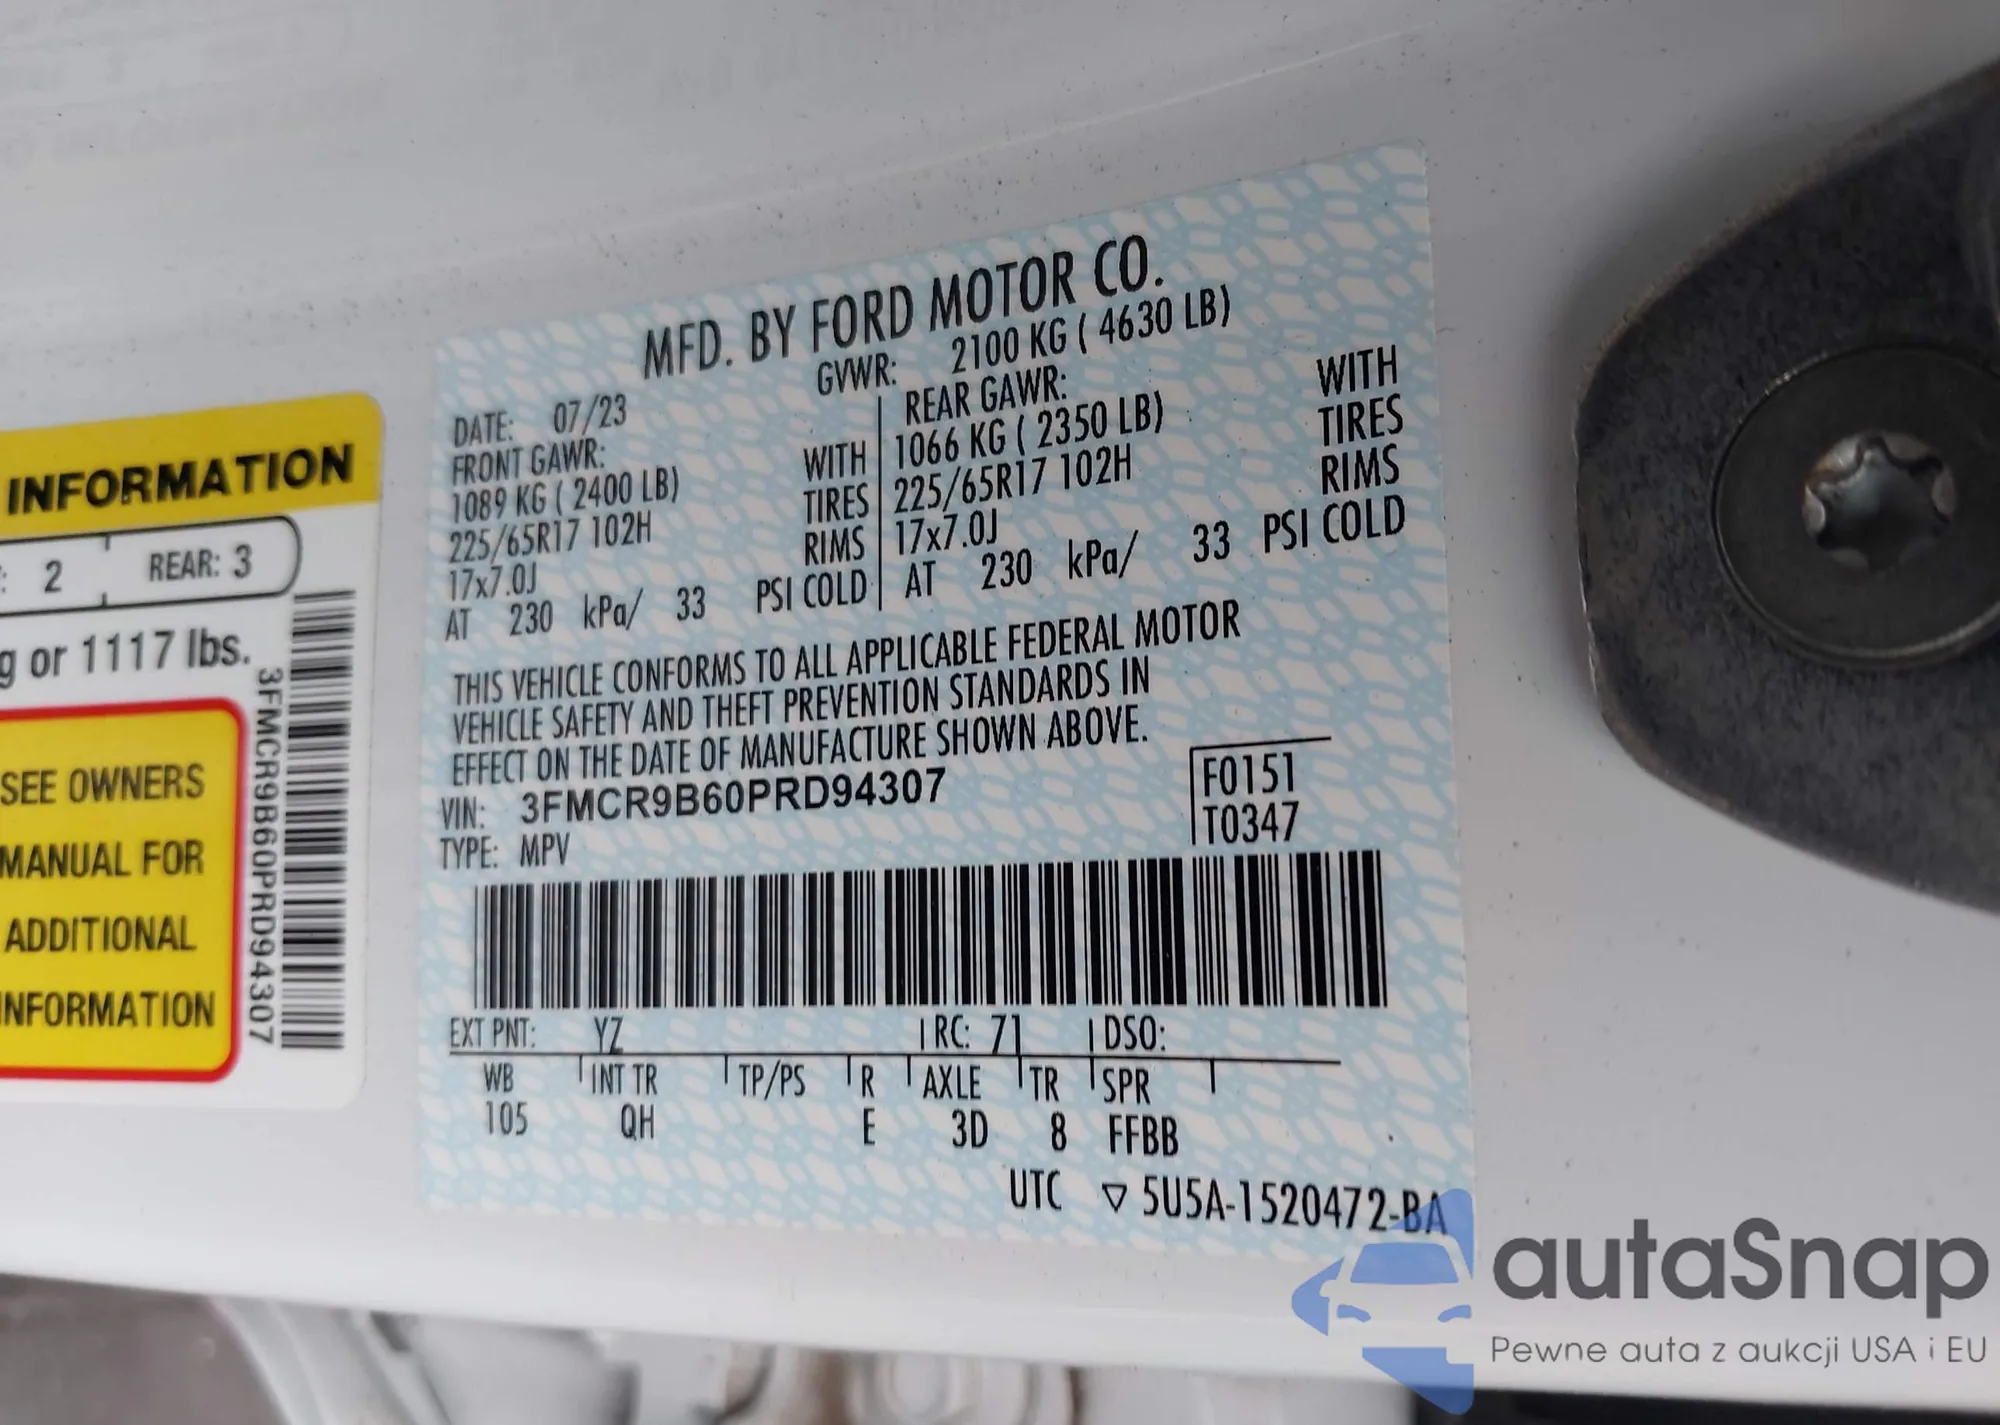 INFORMATION
2 REAR: 3
g or 1117 lbs.
SEE OWNERS
MANUAL FOR
ADDITIONAL
INFORMATION
3FMCR9B60PRD94307
MFD. BY FORD MOTOR CO.
GVWR: 2100 KG ( 4630 LB)
DATE: 07/23
FRONT GAWR: WITH
1089 KG ( 2400 LB) TIRES
225/65R17 102H RIMS
17x7.0J
AT 230 kPa/ 33 PSI COLD
REAR GAWR: WITH
1066 KG ( 2350 LB) TIRES
225/65R17 102H RIMS
17x7.0J
AT 230 kPa/ 33 PSI COLD
THIS VEHICLE CONFORMS TO ALL APPLICABLE FEDERAL MOTOR
VEHICLE SAFETY AND THEFT PREVENTION STANDARDS IN
EFFECT ON THE DATE OF MANUFACTURE SHOWN ABOVE.
VIN: 3FMCR9B60PRD94307
TYPE: MPV
F0151
T0347
EXT PNT: YZ RC: 71 DSO:
WB INT TR TP/PS R AXLE TR SPR
105 QH E 3D 8 FFBB
UTC ▽ 5U5A-1520472-BA
autaSnap
Pewne auta z aukcji USA i EU